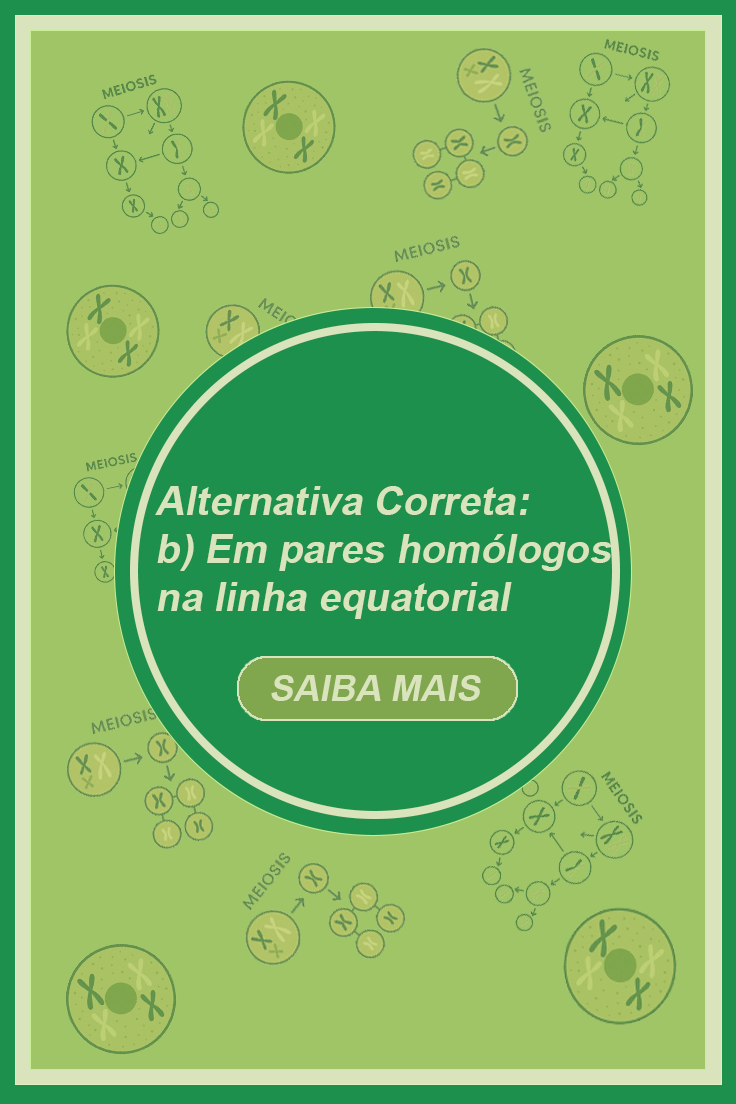 MEIOSIS
MEIOSIS
MEIOSIS
MEIOSIS
MEIOSIS
Alternativa Correta:
b) Em pares homólogos
na linha equatorial
SAIBA MAIS
MEIOSIS
MEIOSIS
MEIOSIS